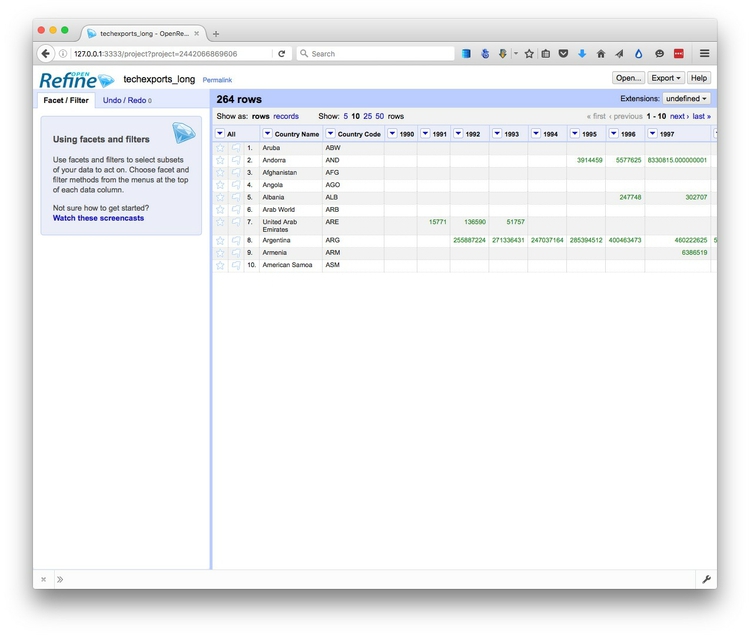 techexports_long - OpenRe...
127.0.0.1:3333/project?project=2442066869606 Search
OPEN
Refine techexports_long Permalink Open... Export Help
Facet / Filter Undo / Redo 0 264 rows Extensions: undefined
Show as: rows records Show: 5 10 25 50 rows « first ‹ previous 1 - 10 next › last »
All Country Name Country Code 1990 1991 1992 1993 1994 1995 1996 1997
1. Aruba ABW
2. Andorra AND 3914459 5577625 8330815.000000001
3. Afghanistan AFG
4. Angola AGO
5. Albania ALB 247748 302707
6. Arab World ARB
7. United Arab Emirates ARE 15771 136590 51757
8. Argentina ARG 255887224 271336431 247037164 285394512 400463473 460222625 5
9. Armenia ARM 6386519
10. American Samoa ASM
Using facets and filters
Use facets and filters to select subsets
of your data to act on. Choose facet and
filter methods from the menus at the top
of each data column.
Not sure how to get started?
Watch these screencasts